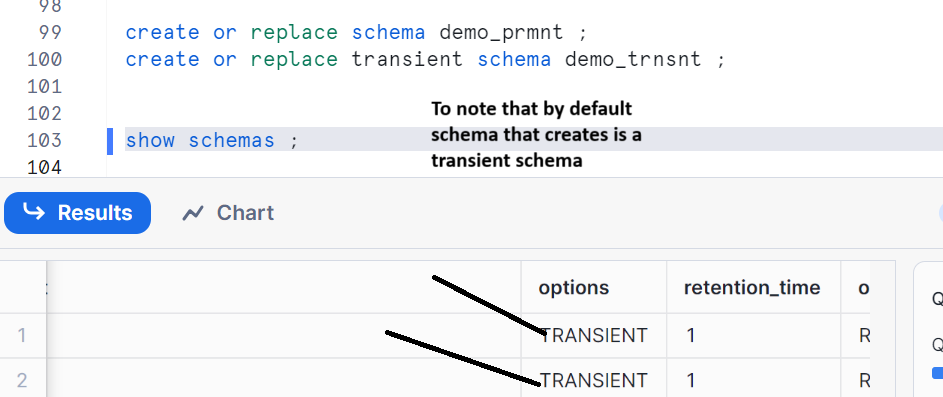 98
99 create or replace schema demo_prmnt ;
100 create or replace transient schema demo_trnsnt ;
101
102
103 show schemas ;
104
To note that by default
schema that creates is a
transient schema
Results Chart
options retention_time o
1 TRANSIENT 1 R
2 TRANSIENT 1 R
Q
Q